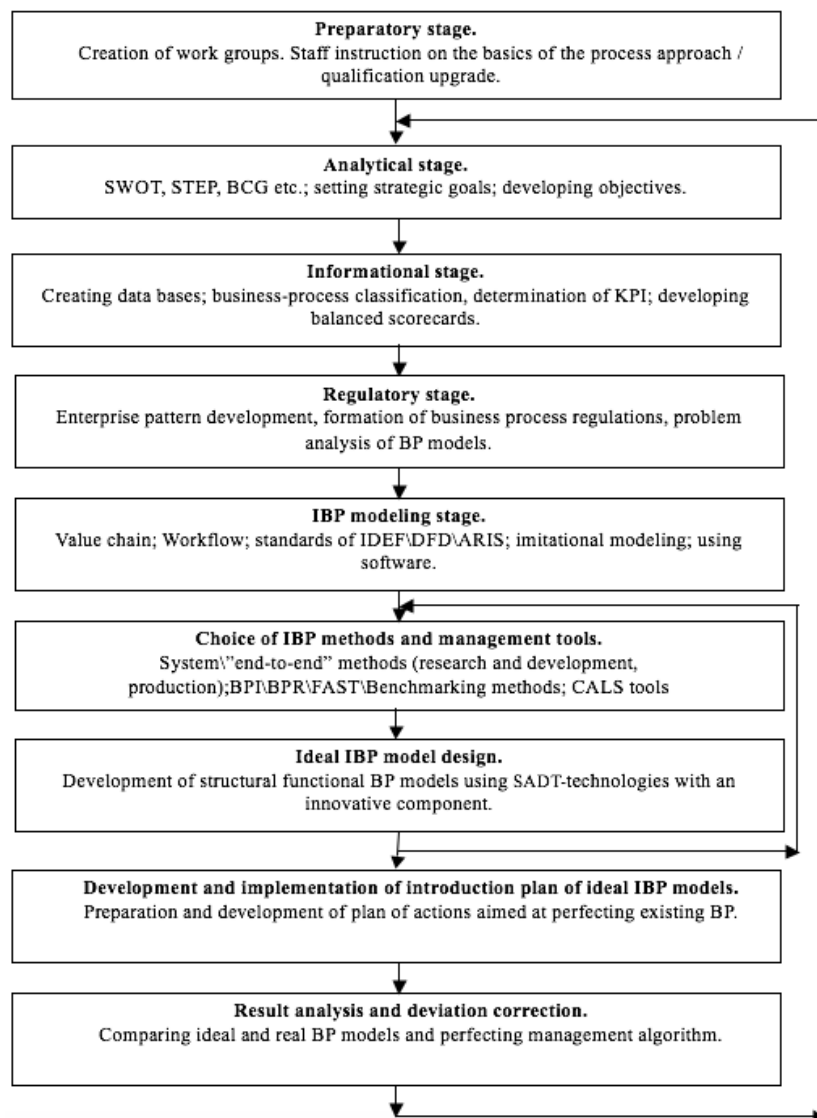 Preparatory stage.
Creation of work groups. Staff instruction on the basics of the process approach /
qualification upgrade.
Analytical stage.
SWOT, STEP, BCG etc.; setting strategic goals; developing objectives.
Informational stage.
Creating data bases; business-process classification, determination of KPI; developing
balanced scorecards.
Regulatory stage.
Enterprise pattern development, formation of business process regulations, problem
analysis of BP models.
IBP modeling stage.
Value chain; Workflow; standards of IDEF\DFD\ARIS; imitational modeling; using
software.
Choice of IBP methods and management tools.
System\"end-to-end” methods (research and development,
production);BPI\BPR\FAST\Benchmarking methods; CALS tools
Ideal IBP model design.
Development of structural functional BP models using SADT-technologies with an
innovative component.
Development and implementation of introduction plan of ideal IBP models.
Preparation and development of plan of actions aimed at perfecting existing BP.
Result analysis and deviation correction.
Comparing ideal and real BP models and perfecting management algorithm.